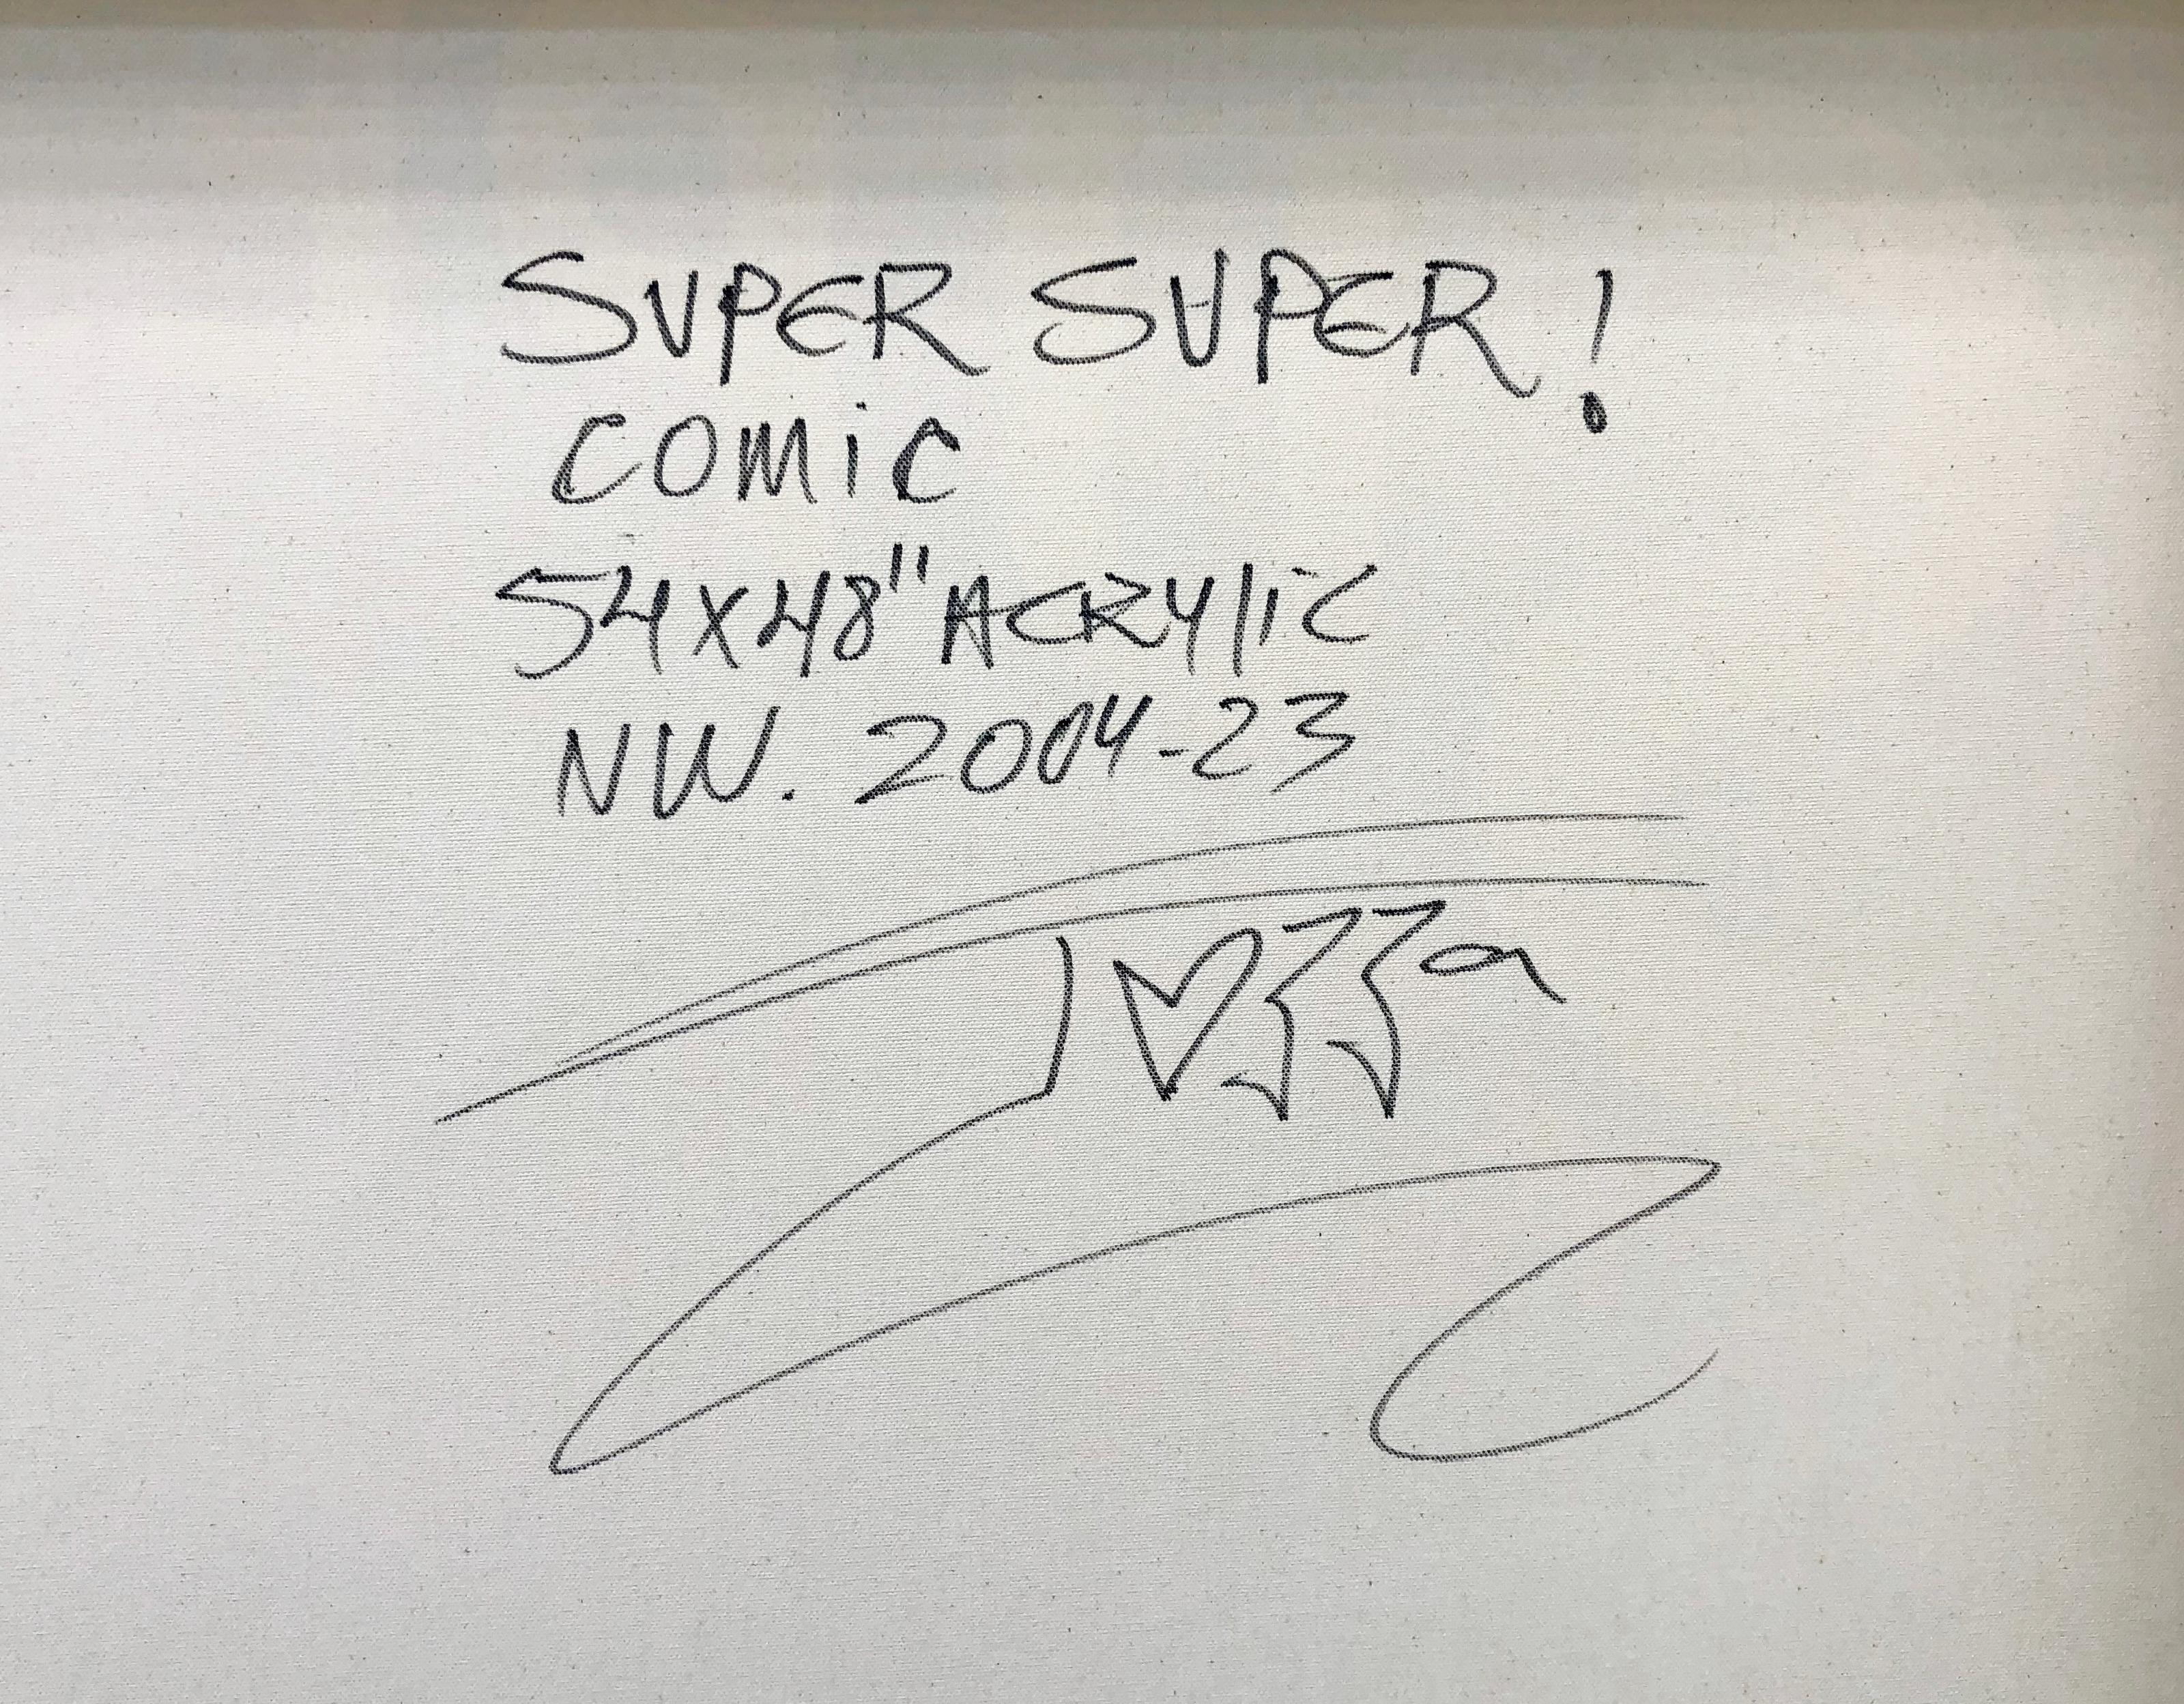 SUPER SUPER!
COMiC
54X48" ACRYliC
NW. 2004-23